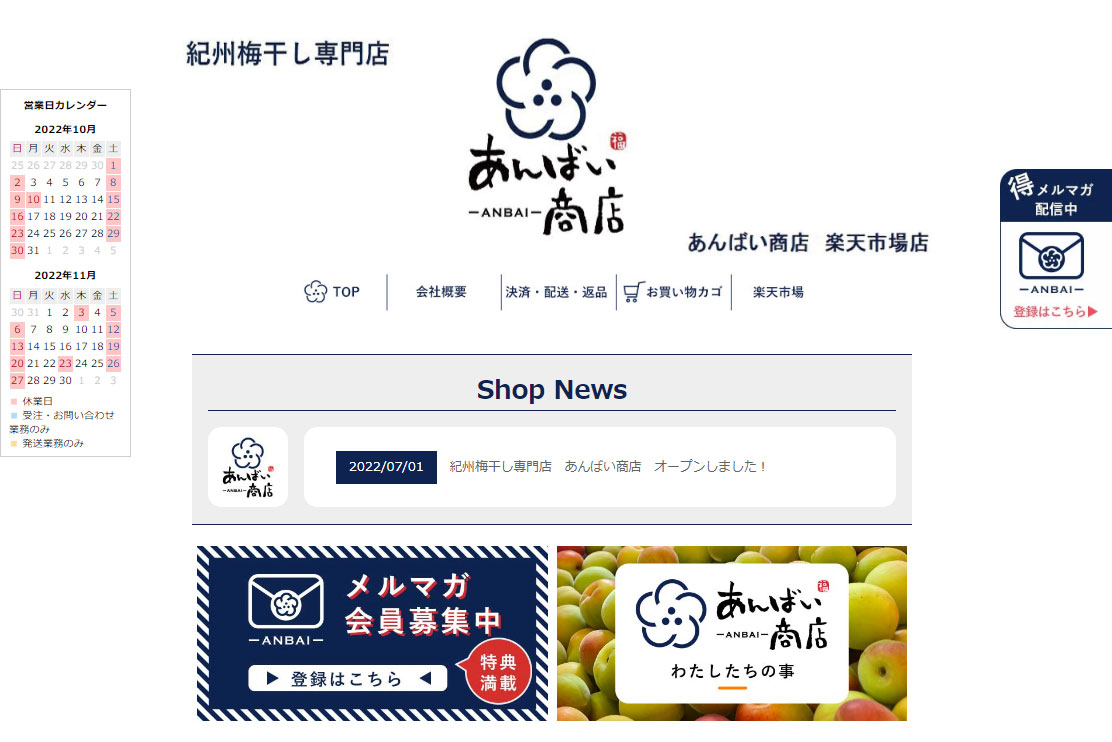 紀州梅干し専門店
福
あんばい
ANBAI
商店
あんばい商店 楽天市場店
TOP
会社概要
決済・配送・返品
お買い物カゴ
楽天市場
営業日カレンダー
2022年10月
日 月 火 水 木 金 土
25 26 27 28 29 30 1
2 3 4 5 6 7 8
9 10 11 12 13 14 15
16 17 18 19 20 21 22
23 24 25 26 27 28 29
30 31 1 2 3 4 5
2022年11月
日 月 火 水 木 金 土
30 31 1 2 3 4 5
6 7 8 9 10 11 12
13 14 15 16 17 18 19
20 21 22 23 24 25 26
27 28 29 30 1 2 3
休業日
受注・お問い合わせ
業務のみ
発送業務のみ
得 メルマガ
配信中
-ANBAI-
登録はこちら▶
Shop News
あんばい
-ANBAI- 商店
2022/07/01 紀州梅干し専門店 あんばい商店 オープンしました！
メルマガ
会員募集中
-ANBAI-
▶ 登録はこちら ◀
特典
満載
福
あんばい
-ANBAI- 商店
わたしたちの事